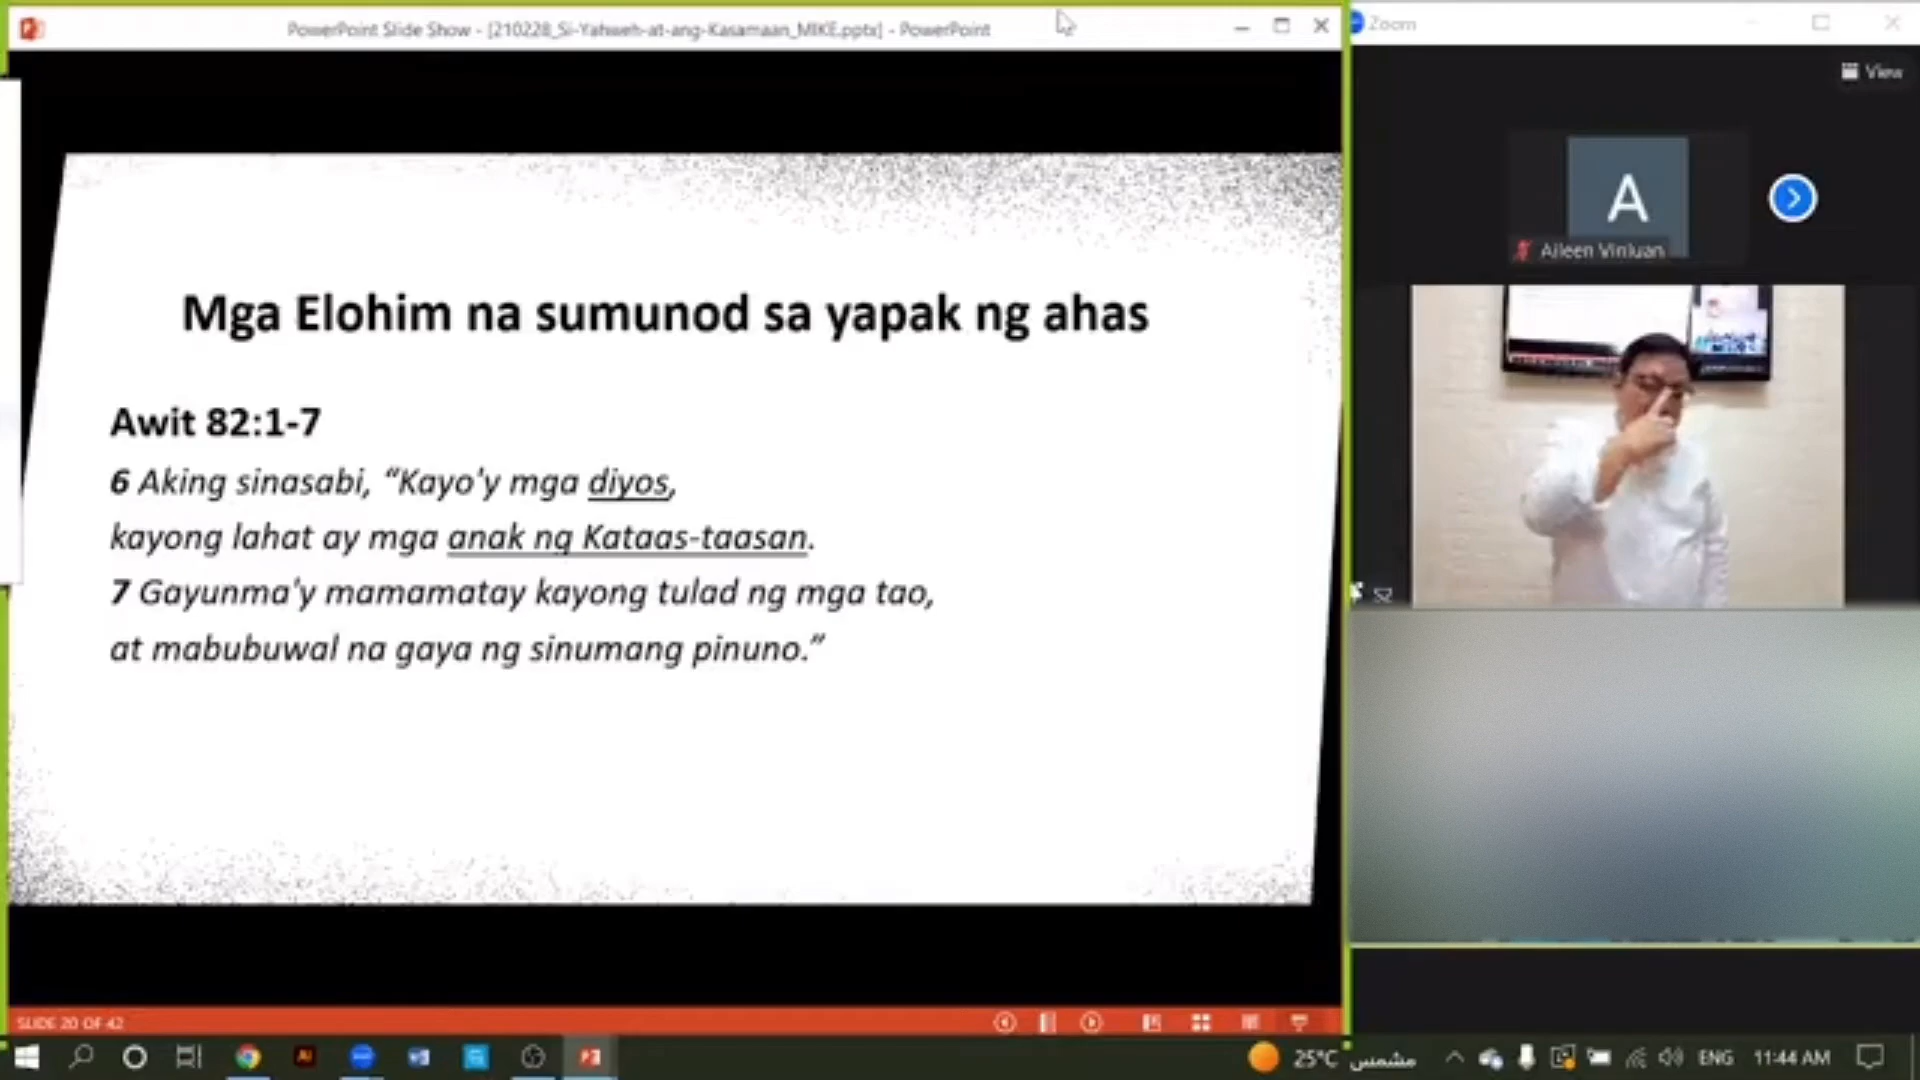 PowerPoint Slide Show - [210228_Si-Yahweh-at-ang-Kasamaan_MIKE.pptx] - PowerPoint
Zoom
View
A
Aileen Vinluan
Mga Elohim na sumunod sa yapak ng ahas
Awit 82:1-7
6 Aking sinasabi, “Kayo'y mga diyos,
kayong lahat ay mga anak ng Kataas-taasan.
7 Gayunma'y mamamatay kayong tulad ng mga tao,
at mabubuwal na gaya ng sinumang pinuno.”
SLIDE 20 OF 42
25°C مشمس
ENG
11:44 AM